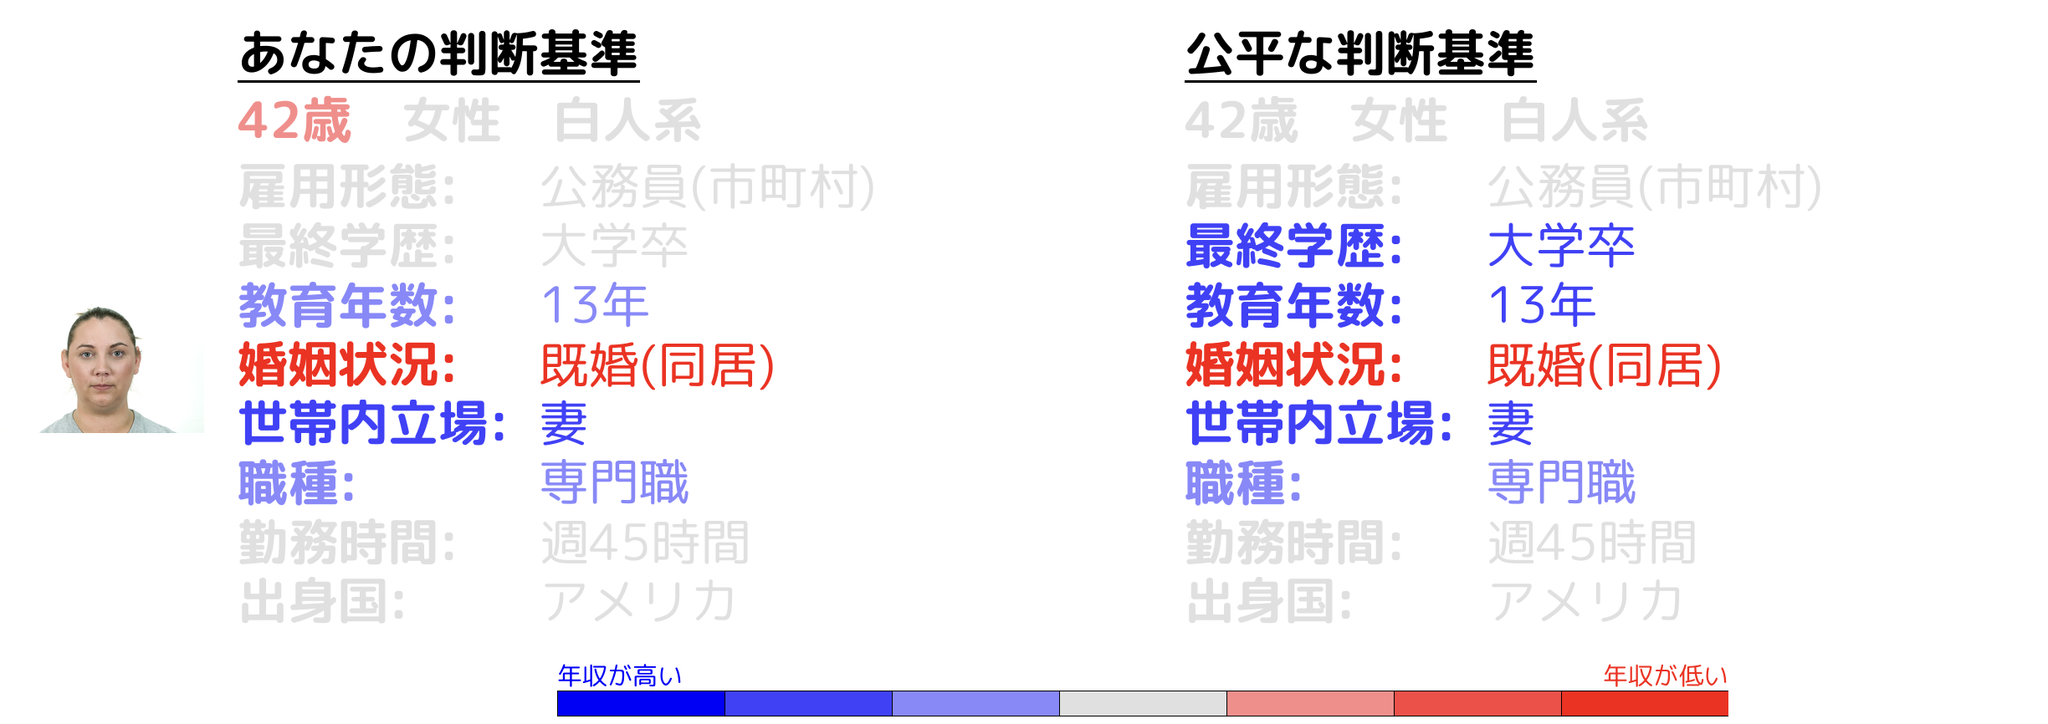 あなたの判断基準
42歳 女性 白人系
雇用形態: 公務員(市町村)
最終学歴: 大学卒
教育年数: 13年
婚姻状況: 既婚(同居)
世帯内立場: 妻
職種: 専門職
勤務時間: 週45時間
出身国: アメリカ
公平な判断基準
42歳 女性 白人系
雇用形態: 公務員(市町村)
最終学歴: 大学卒
教育年数: 13年
婚姻状況: 既婚(同居)
世帯内立場: 妻
職種: 専門職
勤務時間: 週45時間
出身国: アメリカ
年収が高い
年収が低い